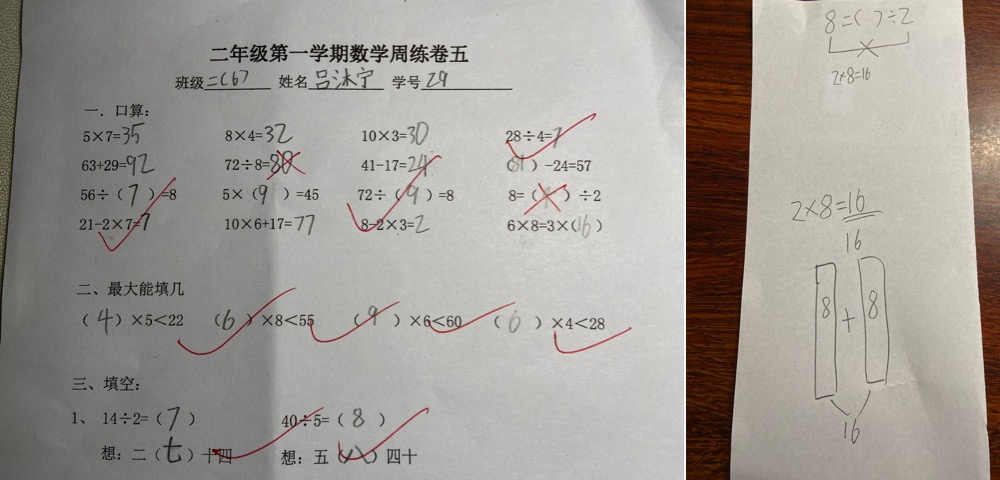 二年级第一学期数学周练卷五
班级二(6) 姓名吕沐宁 学号29
一. 口算:
5×7=35 8×4=32 10×3=30 28÷4=7
63+29=92 72÷8=80 41-17=24 (81)-24=57
56÷(7)=8 5×(9)=45 72÷(9)=8 8=( )÷2
21-2×7=7 10×6+17=77 8-2×3=2 6×8=3×(16)
二、最大能填几
(4)×5<22 (6)×8<55 (9)×6<60 (6)×4<28
三、填空:
1、 14÷2=(7) 40÷5=(8)
想: 二(七)十四 想: 五(八)四十
8=( )÷2
2×8=16
2×8=16
16
8 + 8
16